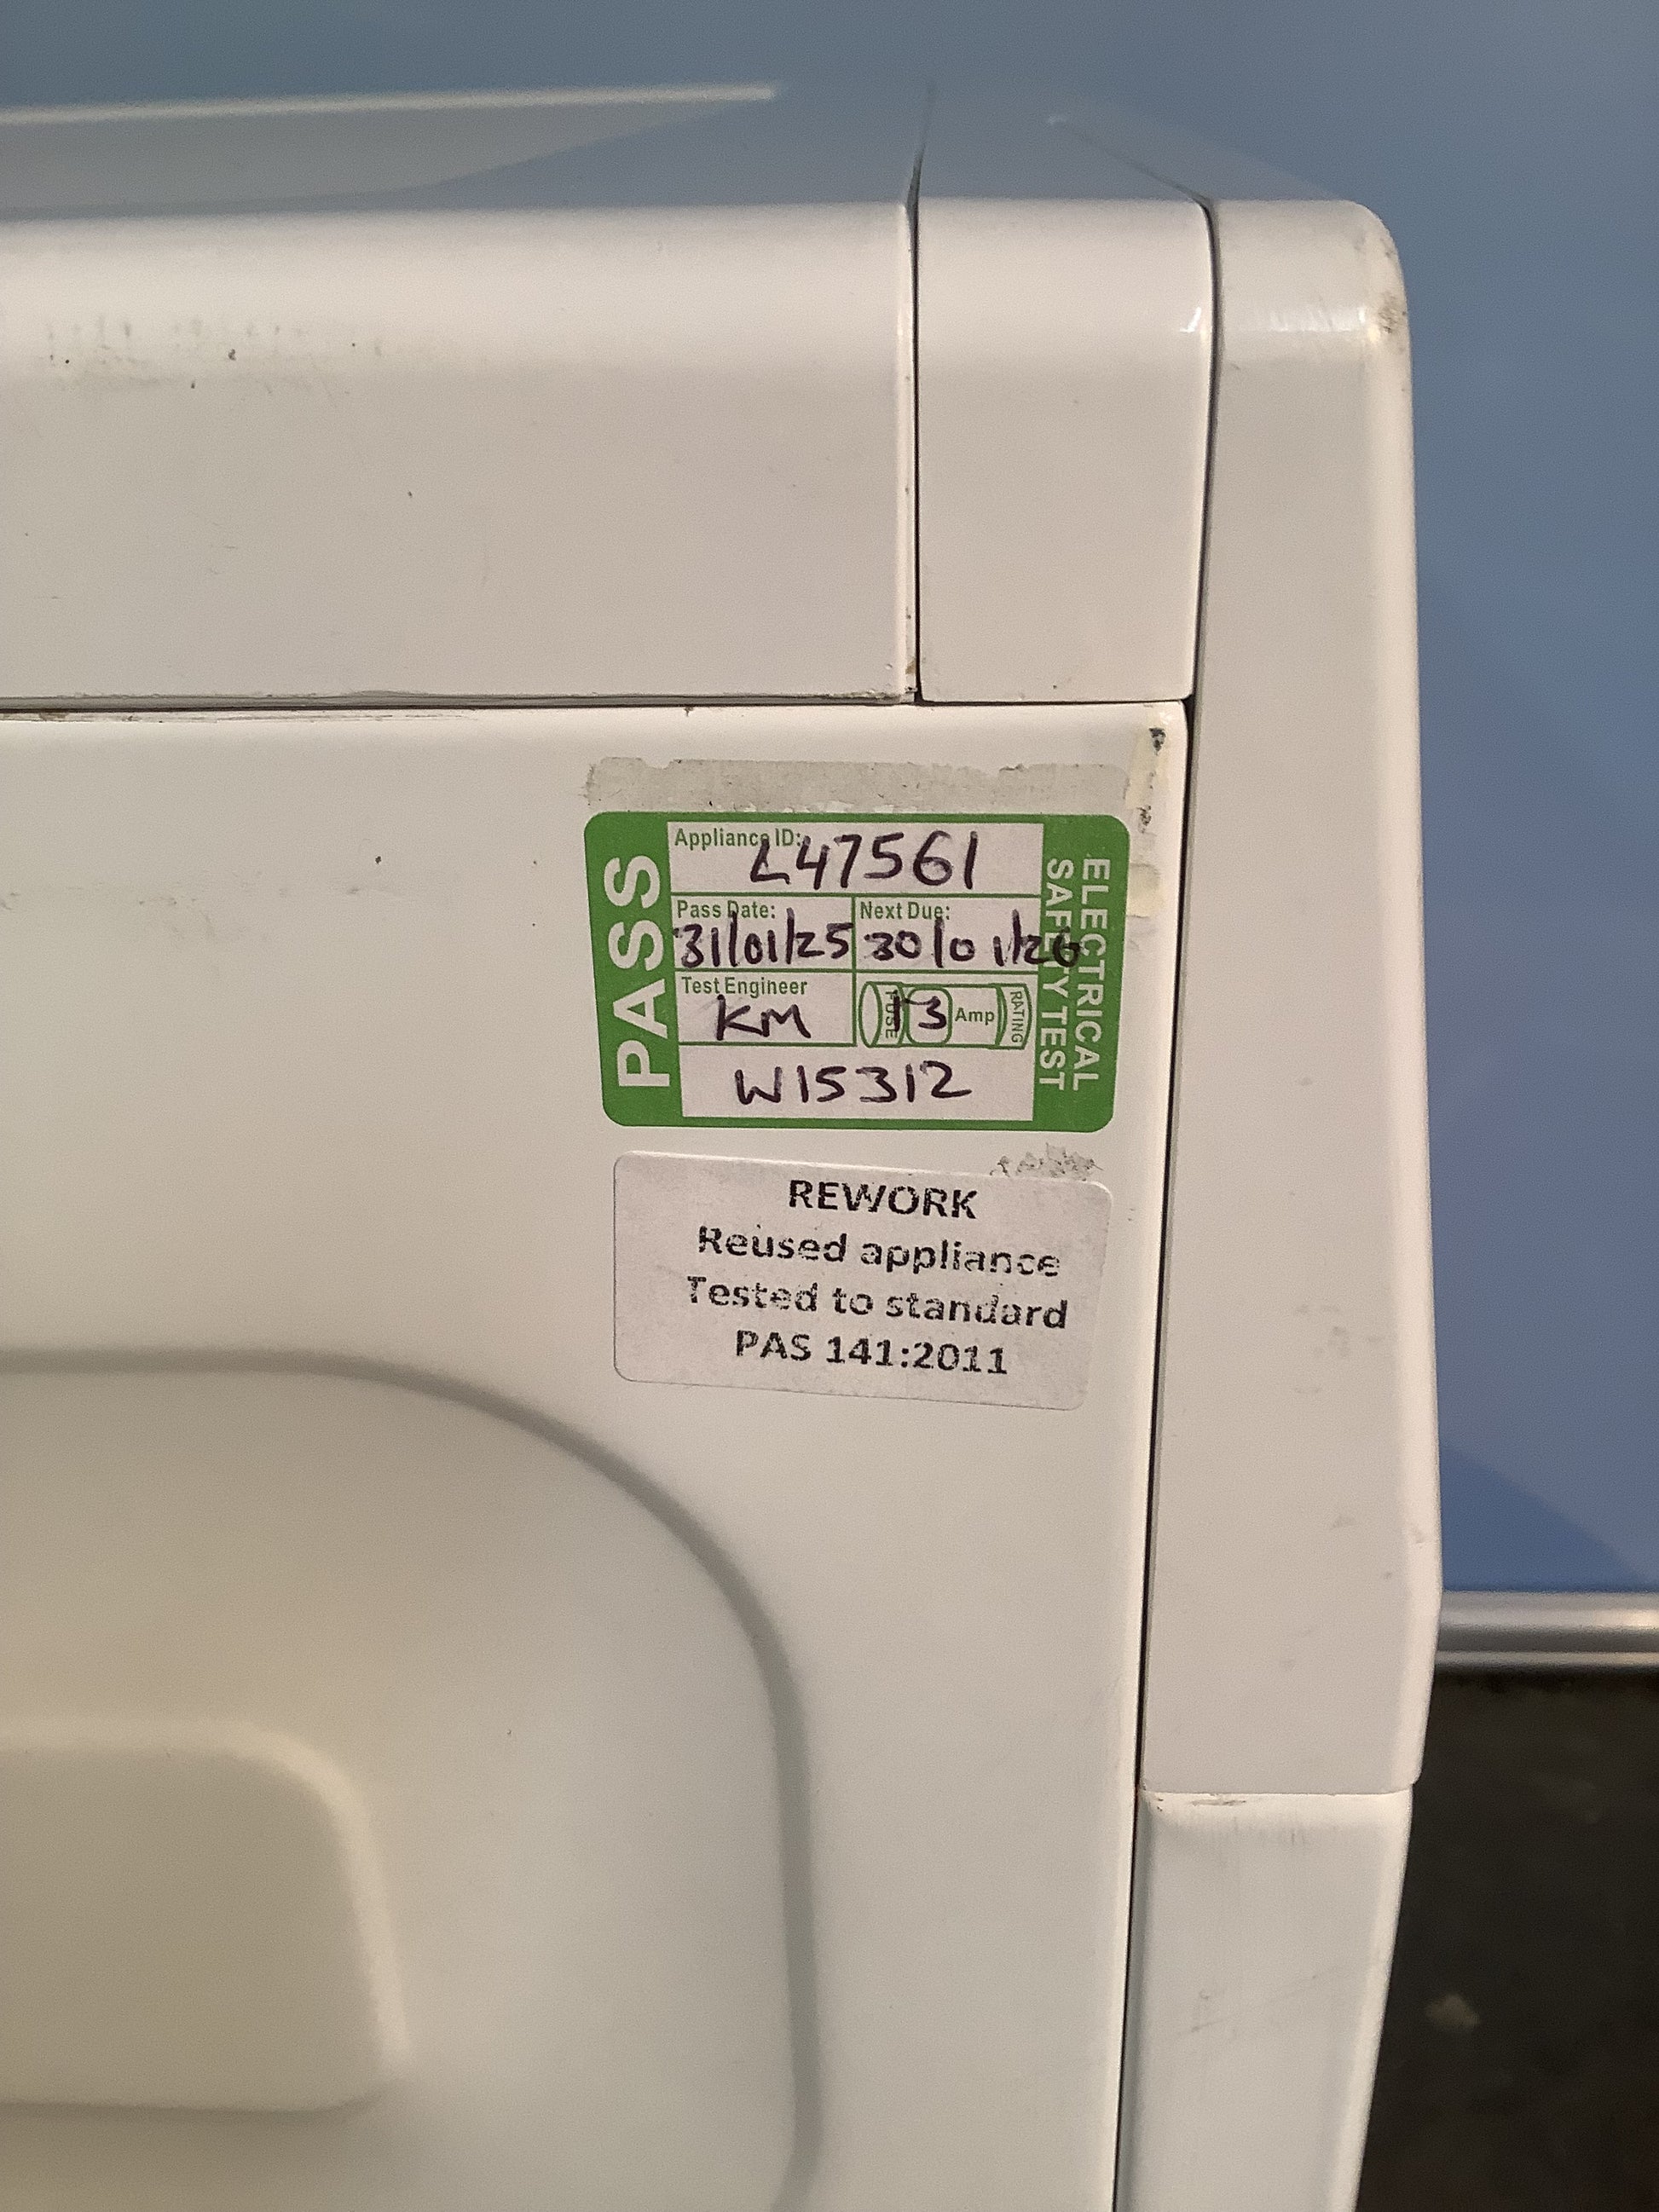 PASS
Appliance ID: L47561
Pass Date: Next Due:
31/01/25 30/01/26
Test Engineer
KM FUSE 13 Amp RATING
W15312
ELECTRICAL
SAFETY TEST
REWORK
Reused appliance
Tested to standard
PAS 141:2011